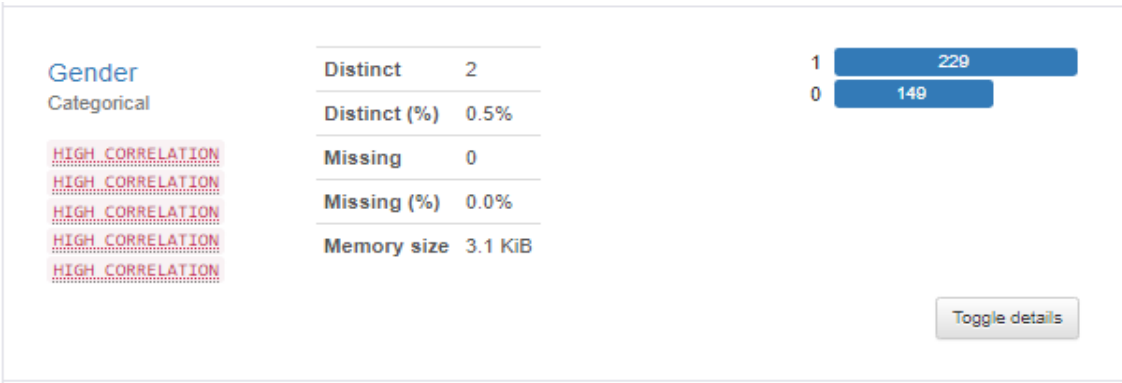 Gender
Categorical
HIGH CORRELATION
HIGH CORRELATION
HIGH CORRELATION
HIGH CORRELATION
HIGH CORRELATION
Distinct 2
Distinct (%) 0.5%
Missing 0
Missing (%) 0.0%
Memory size 3.1 KiB
1 229
0 149
Toggle details